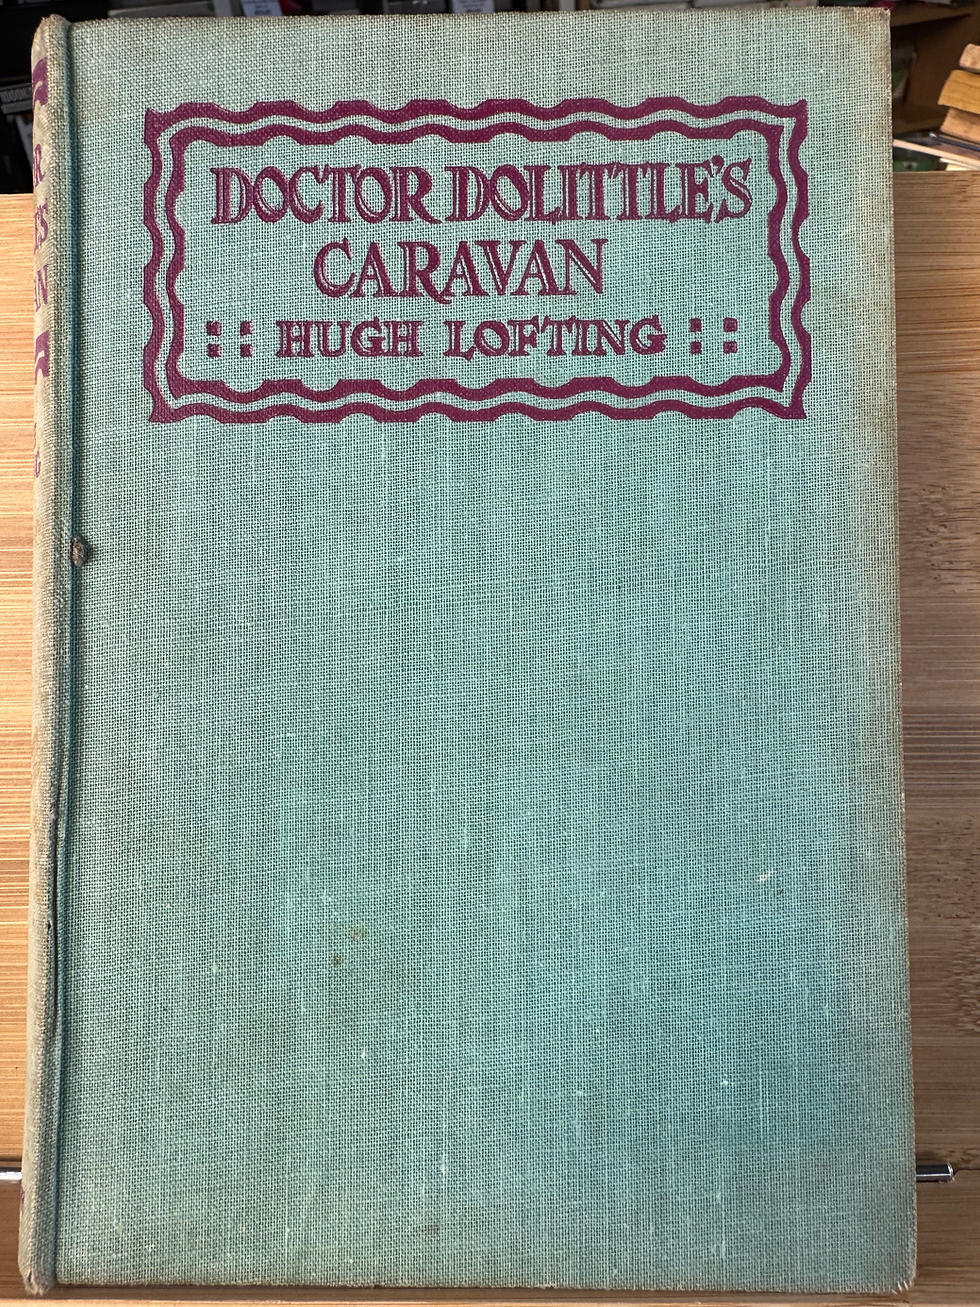 DOCTOR DOLITTLE'S
CARAVAN
:: HUGH LOFTING ::